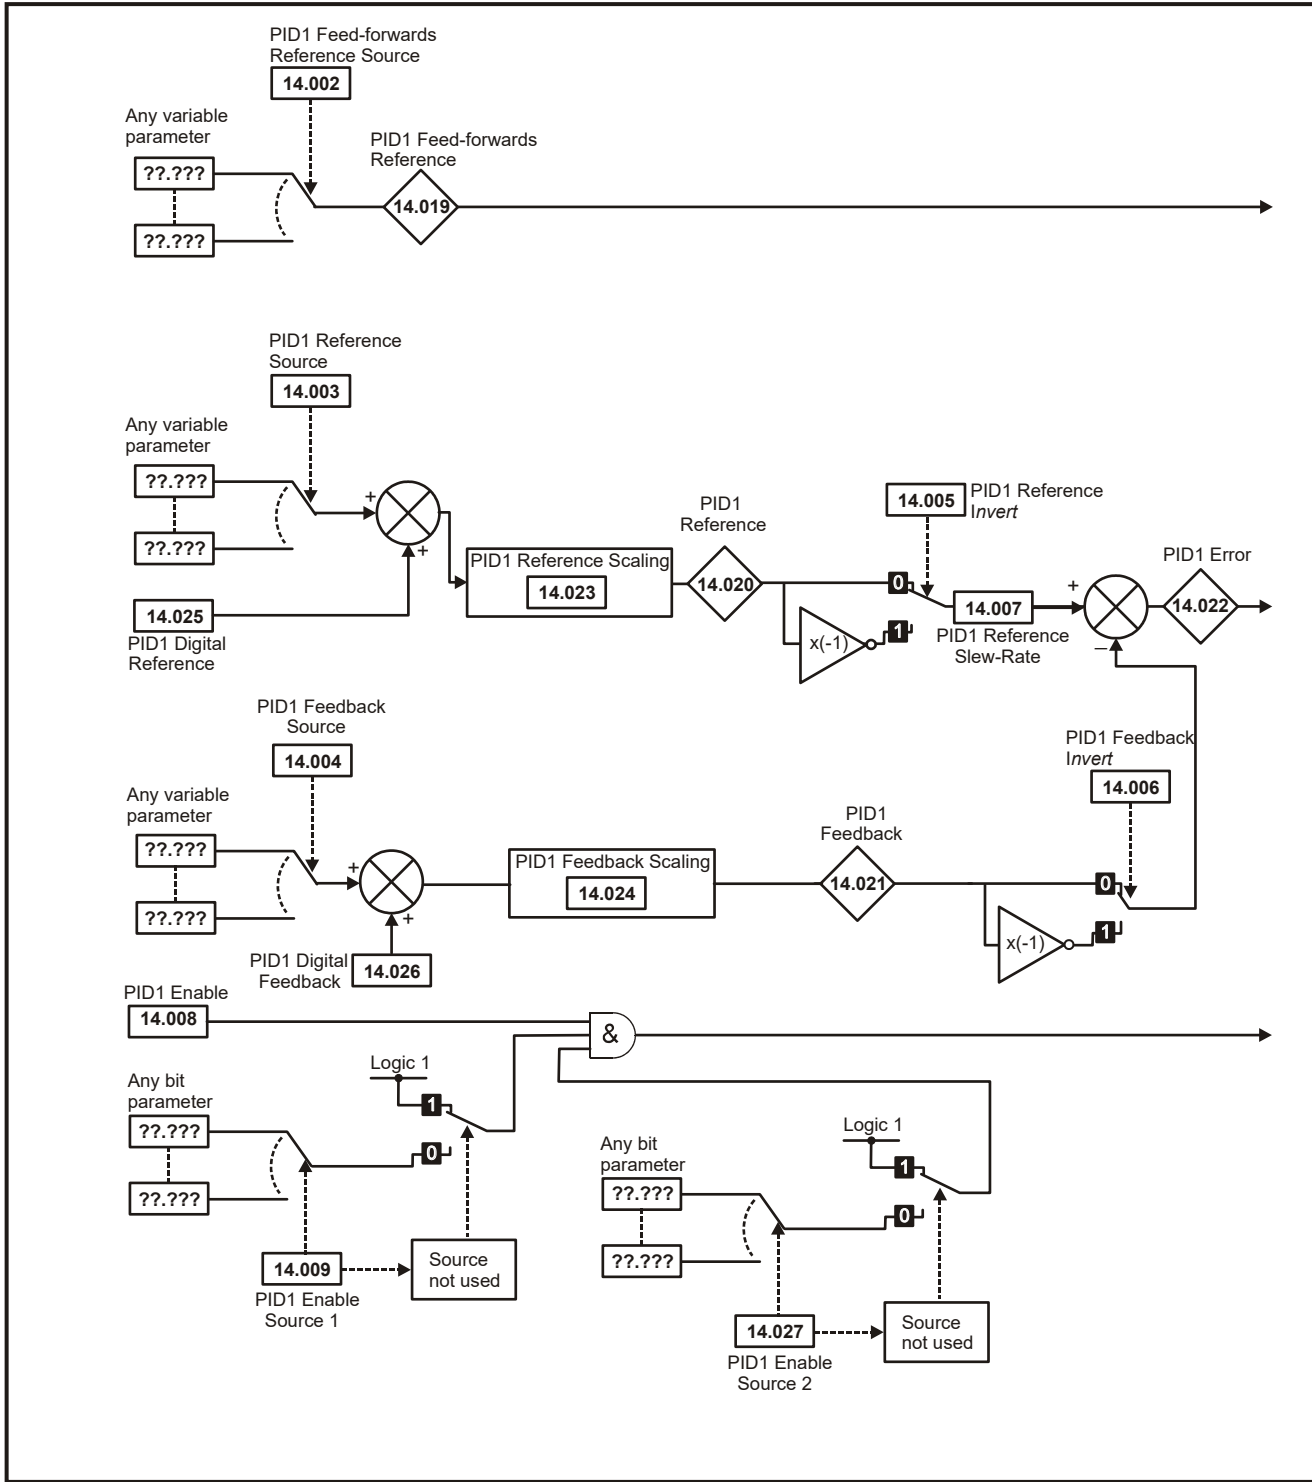 PID1 Feed-forwards
Reference Source
14.002
Any variable
parameter
??.???
??.???
PID1 Feed-forwards
Reference
14.019
PID1 Reference
Source
14.003
Any variable
parameter
??.???
??.???
+
+
14.025
PID1 Digital
Reference
PID1 Reference Scaling
14.023
PID1
Reference
14.020
x(-1)
0
1
14.005
PID1 Reference
Invert
14.007
PID1 Reference
Slew-Rate
+
–
PID1 Error
14.022
PID1 Feedback
Source
14.004
Any variable
parameter
??.???
??.???
+
+
PID1 Digital
Feedback
14.026
PID1 Feedback Scaling
14.024
PID1
Feedback
14.021
x(-1)
0
1
PID1 Feedback
Invert
14.006
PID1 Enable
14.008
&
Any bit
parameter
??.???
??.???
Logic 1
1
0
14.009
PID1 Enable
Source 1
Source
not used
Any bit
parameter
??.???
??.???
Logic 1
1
0
14.027
PID1 Enable
Source 2
Source
not used